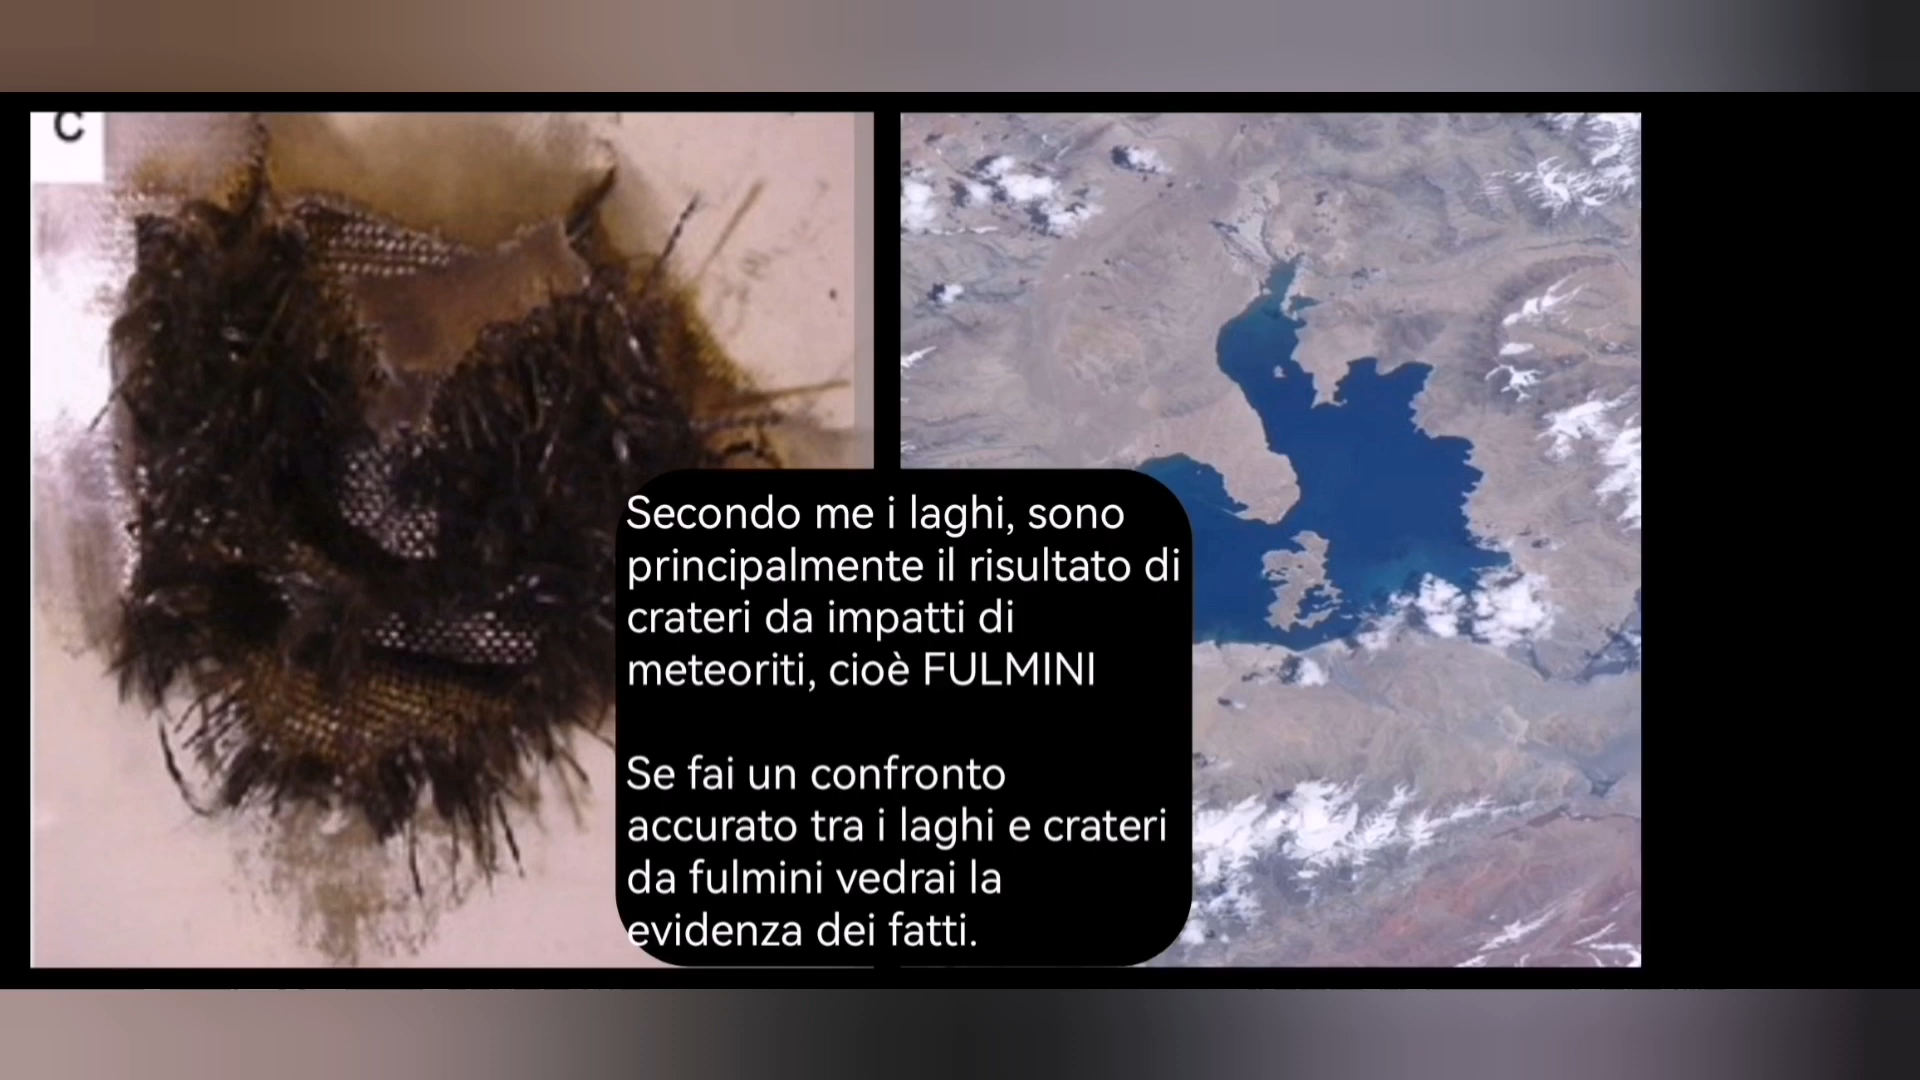 C
Secondo me i laghi, sono
principalmente il risultato di
crateri da impatti di
meteoriti, cioè FULMINI
Se fai un confronto
accurato tra i laghi e crateri
da fulmini vedrai la
evidenza dei fatti.